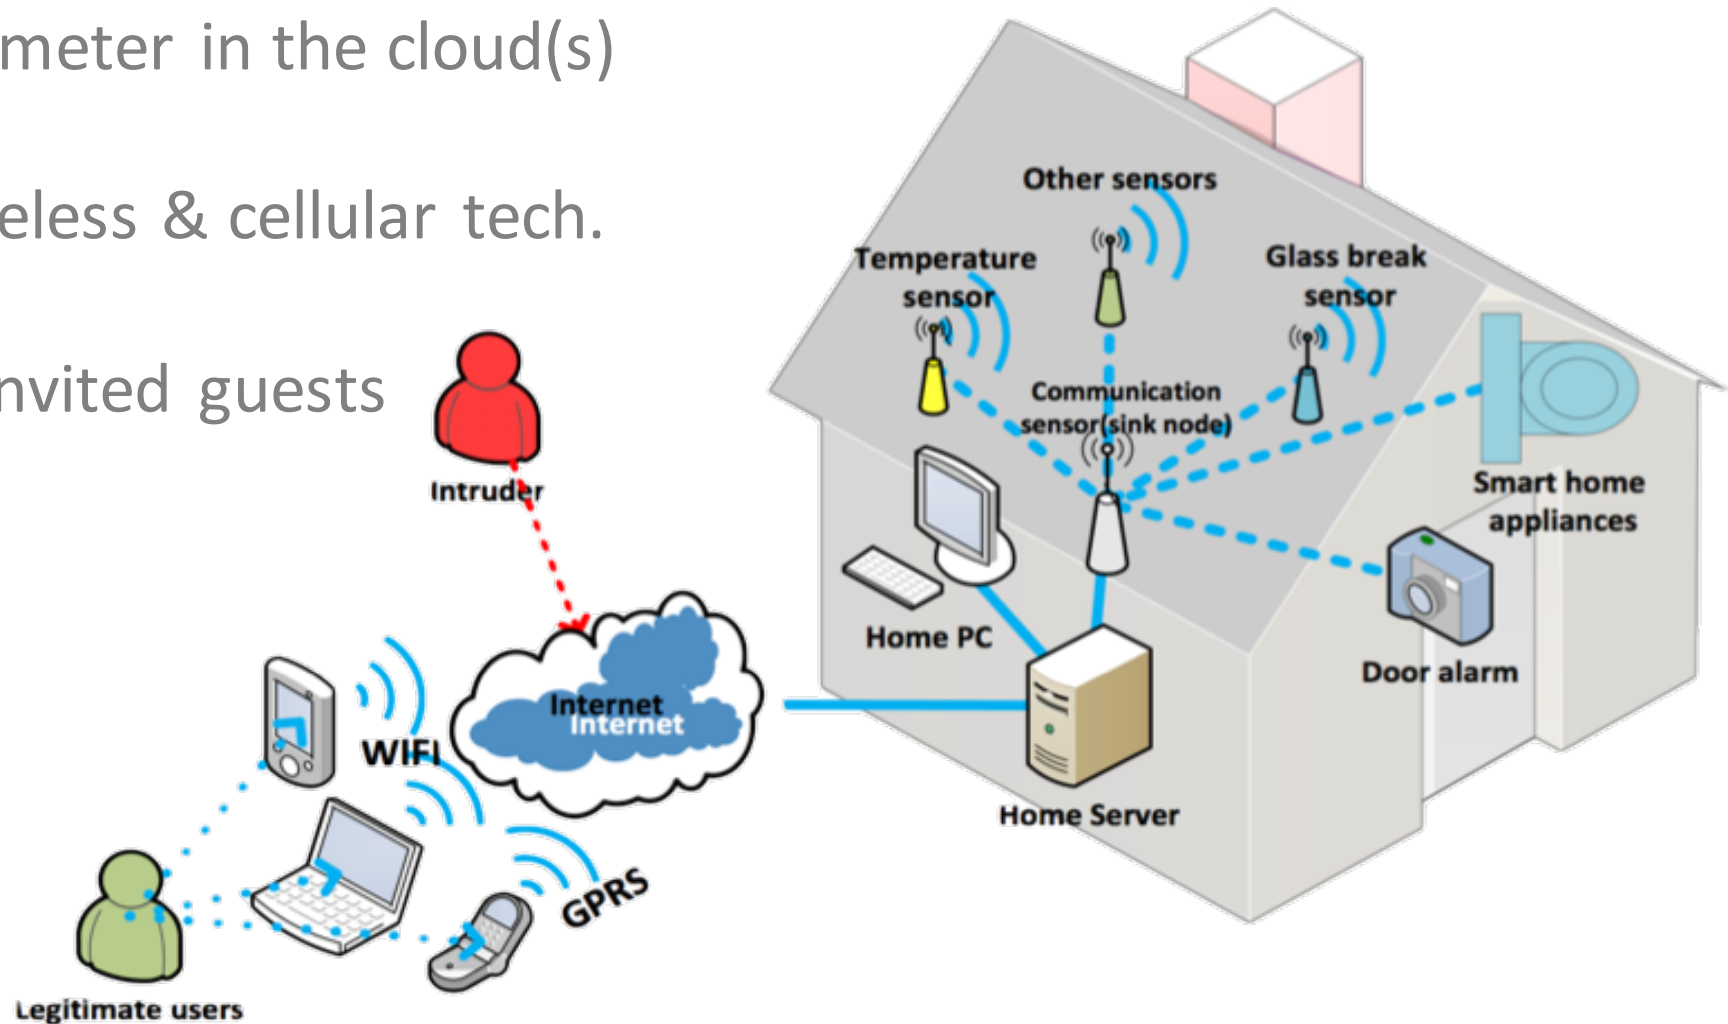 meter in the cloud(s)
eless & cellular tech.
nvited guests
Other sensors
Temperature
sensor
Glass break
sensor
Communication
sensor(sink node)
Intruder
Smart home
appliances
Home PC
Door alarm
Internet
Internet
WIFI
Home Server
GPRS
Legitimate users